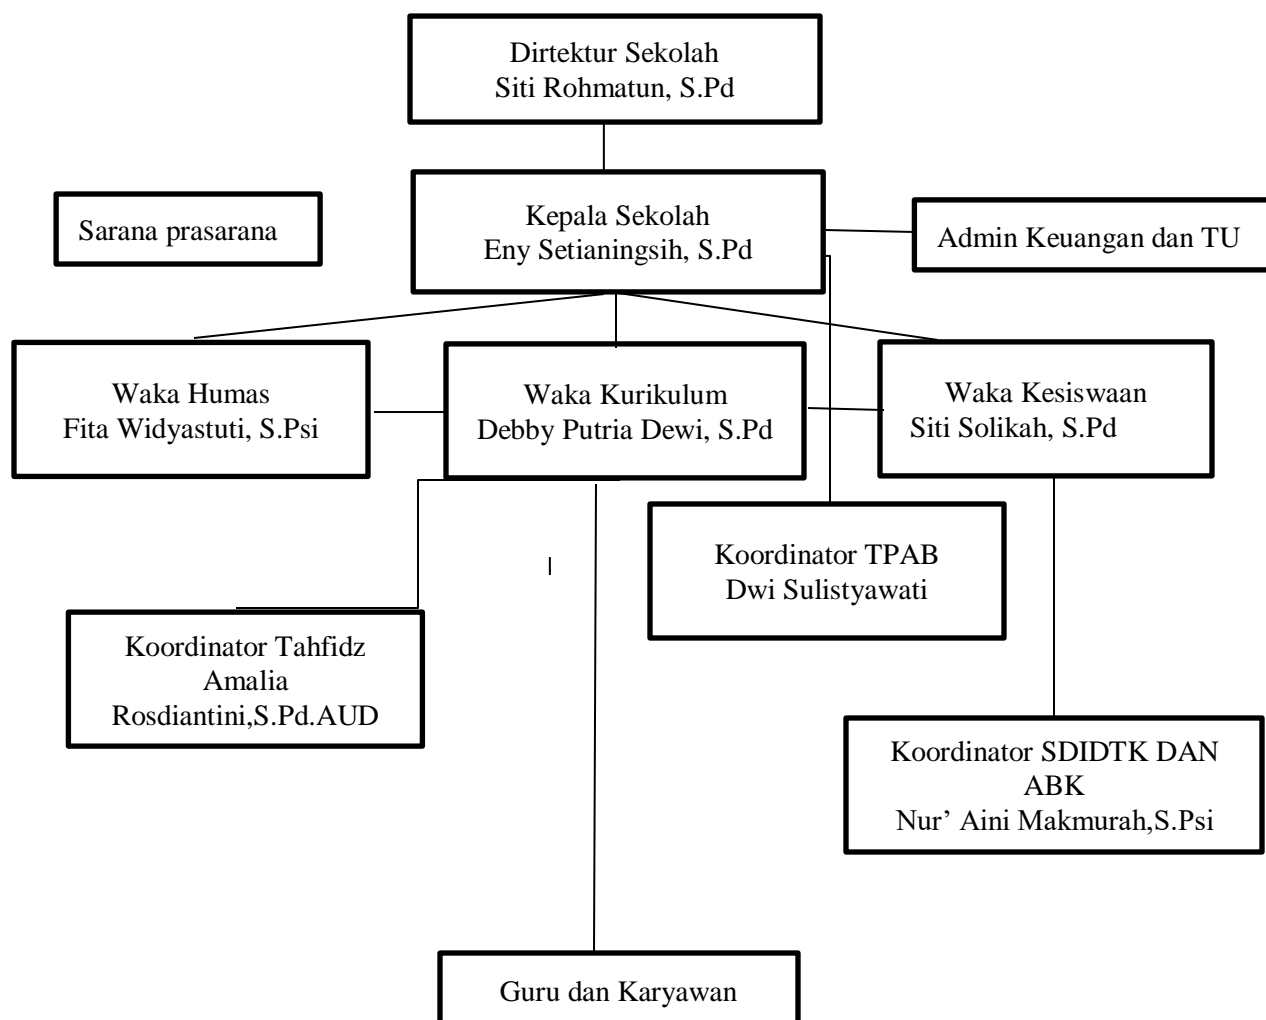 Dirtektur Sekolah
Siti Rohmatun, S.Pd
Sarana prasarana
Kepala Sekolah
Eny Setianingsih, S.Pd
Admin Keuangan dan TU
Waka Humas
Fita Widyastuti, S.Psi
Waka Kurikulum
Debby Putria Dewi, S.Pd
Waka Kesiswaan
Siti Solikah, S.Pd
Koordinator TPAB
Dwi Sulistyawati
Koordinator Tahfidz
Amalia
Rosdiantini,S.Pd.AUD
Koordinator SDIDTK DAN
ABK
Nur’ Aini Makmurah,S.Psi
Guru dan Karyawan